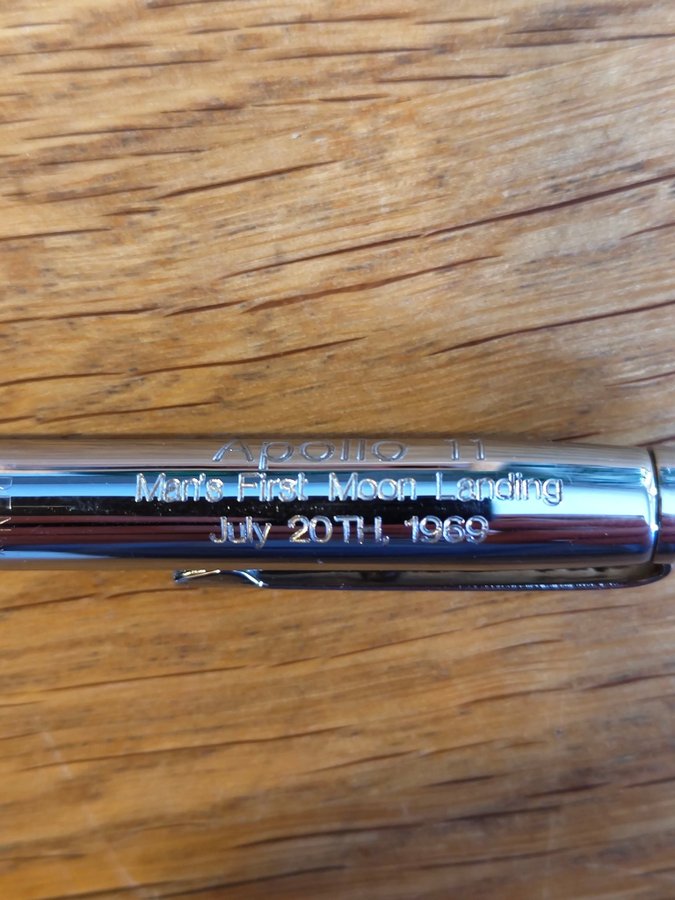 Apollo 11
Man's First Moon Landing
July 20TH, 1969